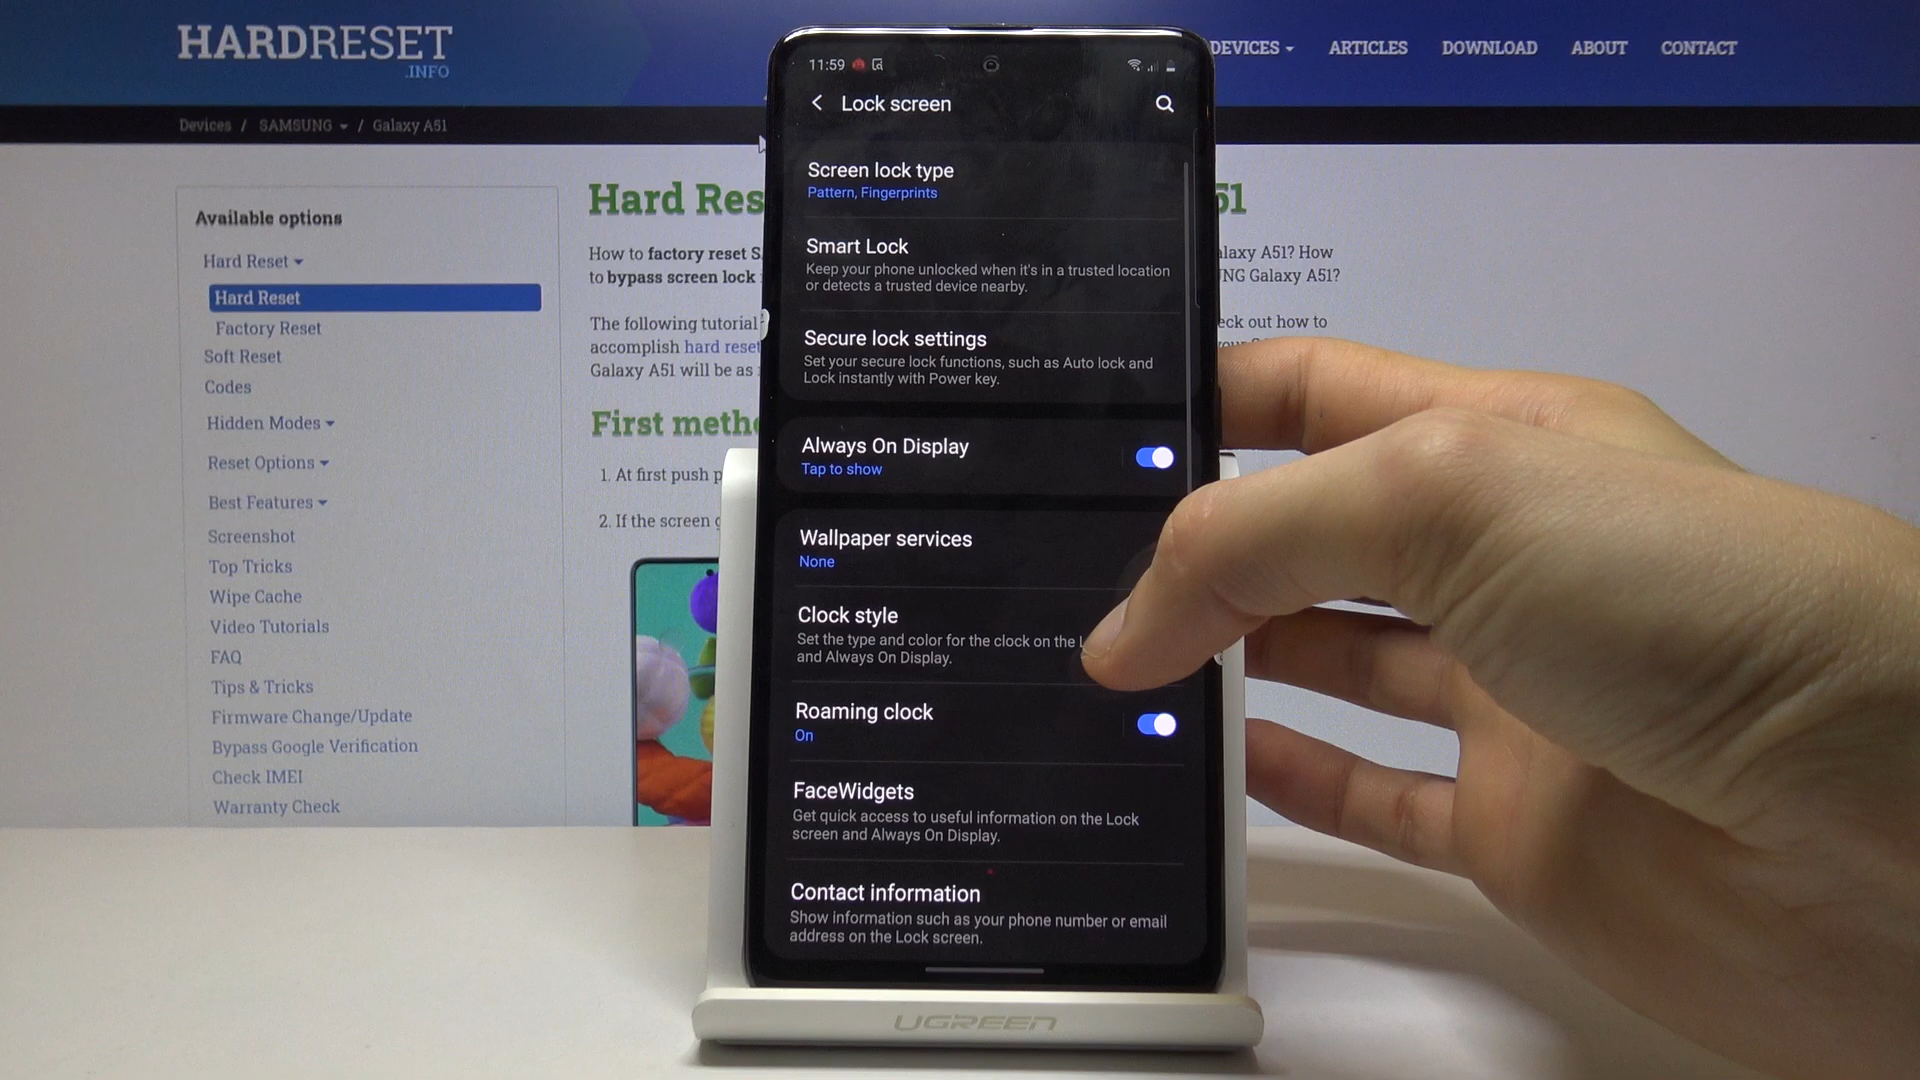 HARDRESET
.INFO
DEVICES ARTICLES DOWNLOAD ABOUT CONTACT
Devices / SAMSUNG / Galaxy A51
Available options
Hard Reset
Hard Reset
Factory Reset
Soft Reset
Codes
Hidden Modes
Reset Options
Best Features
Screenshot
Top Tricks
Wipe Cache
Video Tutorials
FAQ
Tips & Tricks
Firmware Change/Update
Bypass Google Verification
Check IMEI
Warranty Check
Hard Res 51
How to factory reset S Galaxy A51? How
to bypass screen lock NG Galaxy A51?
The following tutorial eck out how to
accomplish hard reset
Galaxy A51 will be as
First metho
1. At first push p
2. If the screen g
11:59
Lock screen
Screen lock type
Pattern, Fingerprints
Smart Lock
Keep your phone unlocked when it's in a trusted location
or detects a trusted device nearby.
Secure lock settings
Set your secure lock functions, such as Auto lock and
Lock instantly with Power key.
Always On Display
Tap to show
Wallpaper services
None
Clock style
Set the type and color for the clock on the L
and Always On Display.
Roaming clock
On
FaceWidgets
Get quick access to useful information on the Lock
screen and Always On Display.
Contact information
Show information such as your phone number or email
address on the Lock screen.
UGREEN